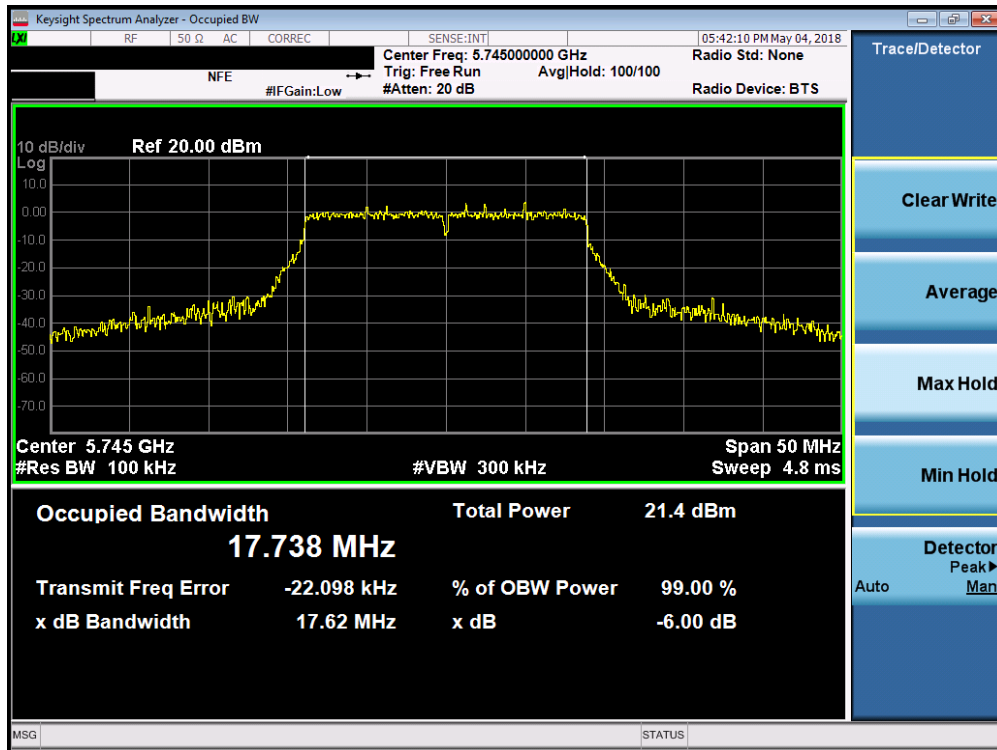 Keysight Spectrum Analyzer - Occupied BW
LXI RF 50 Ω AC CORREC SENSE:INT 05:42:10 PM May 04, 2018
Center Freq: 5.745000000 GHz Radio Std: None
NFE Trig: Free Run Avg|Hold: 100/100
#IFGain:Low #Atten: 20 dB Radio Device: BTS
10 dB/div Ref 20.00 dBm
Log
10.0
0.00
-10.0
-20.0
-30.0
-40.0
-50.0
-60.0
-70.0
Center 5.745 GHz Span 50 MHz
#Res BW 100 kHz #VBW 300 kHz Sweep 4.8 ms
Occupied Bandwidth Total Power 21.4 dBm
17.738 MHz
Transmit Freq Error -22.098 kHz % of OBW Power 99.00 %
x dB Bandwidth 17.62 MHz x dB -6.00 dB
MSG STATUS
Trace/Detector
Clear Write
Average
Max Hold
Min Hold
Detector
Peak▶
Auto Man